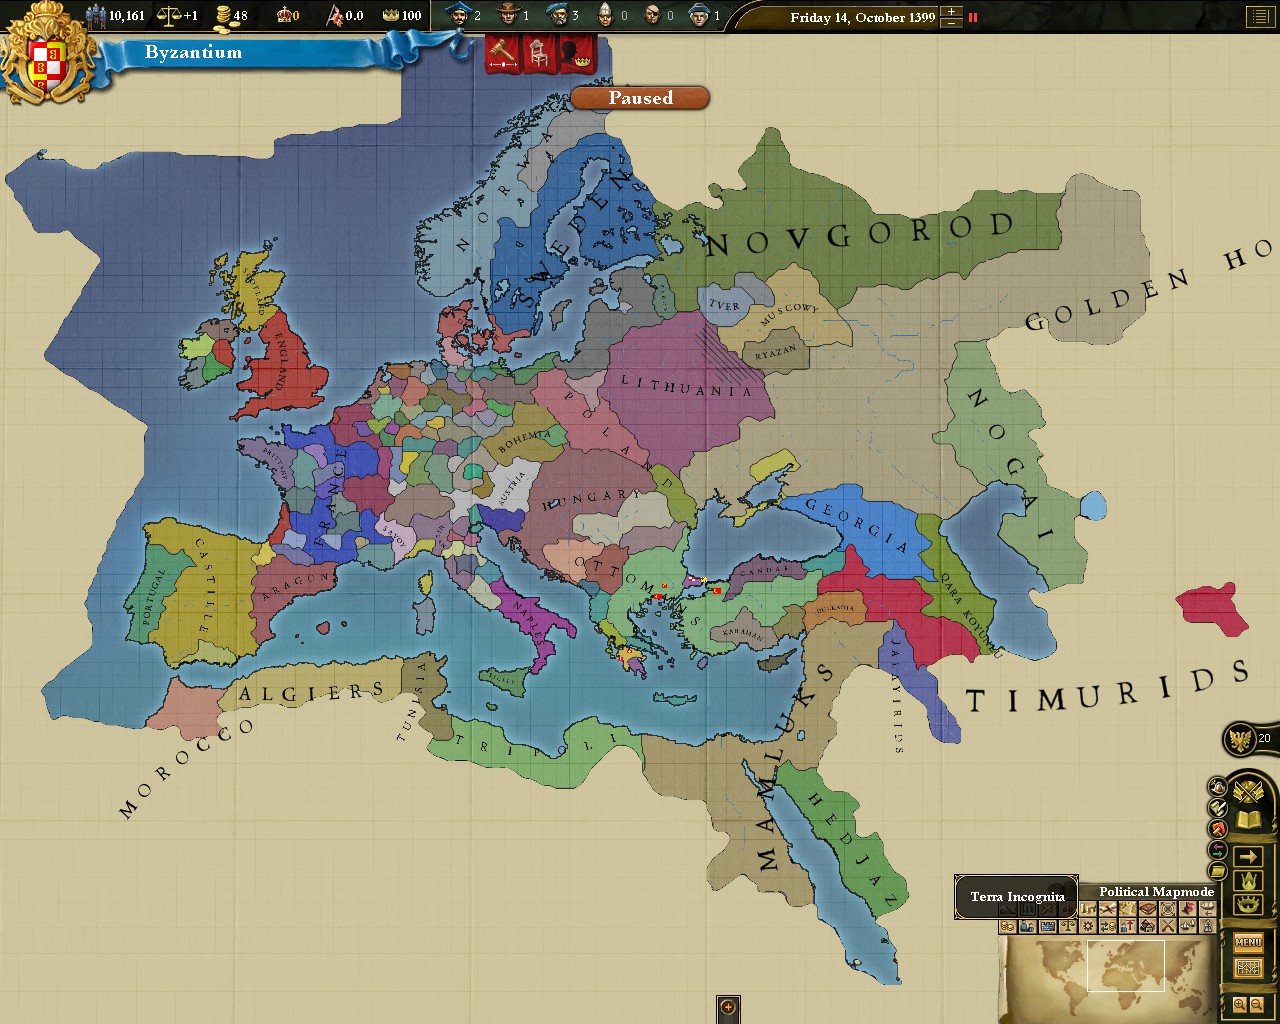 10,161 +1 48 0 0.0 100 2 1 3 0 0 1 Friday 14, October 1399 + −
Byzantium
Paused
NORWAY
SWEDEN
NOVGOROD
GOLDEN HO
SCOTLAND
TVER
MUSCOWY
RYAZAN
ENGLAND
LITHUANIA
POLAND
NOGAI
BRITTANY
BOHEMIA
FRANCE
AUSTRIA
HUNGARY
GEORGIA
SAVOY
CASTILLE
PORTUGAL
ARAGON
OTTOMANS
CANDAR
QARA KOYUNLU
NAPLES
KARAMAN
DULKADIR
SICILY
JALAYIRIDS
ALGIERS
TUNISIA
TIMURIDS
MAMLUKS
MOROCCO
TRIPOLI
HEDJAZ
20
Terra Incognita
Political Mapmode
MENU